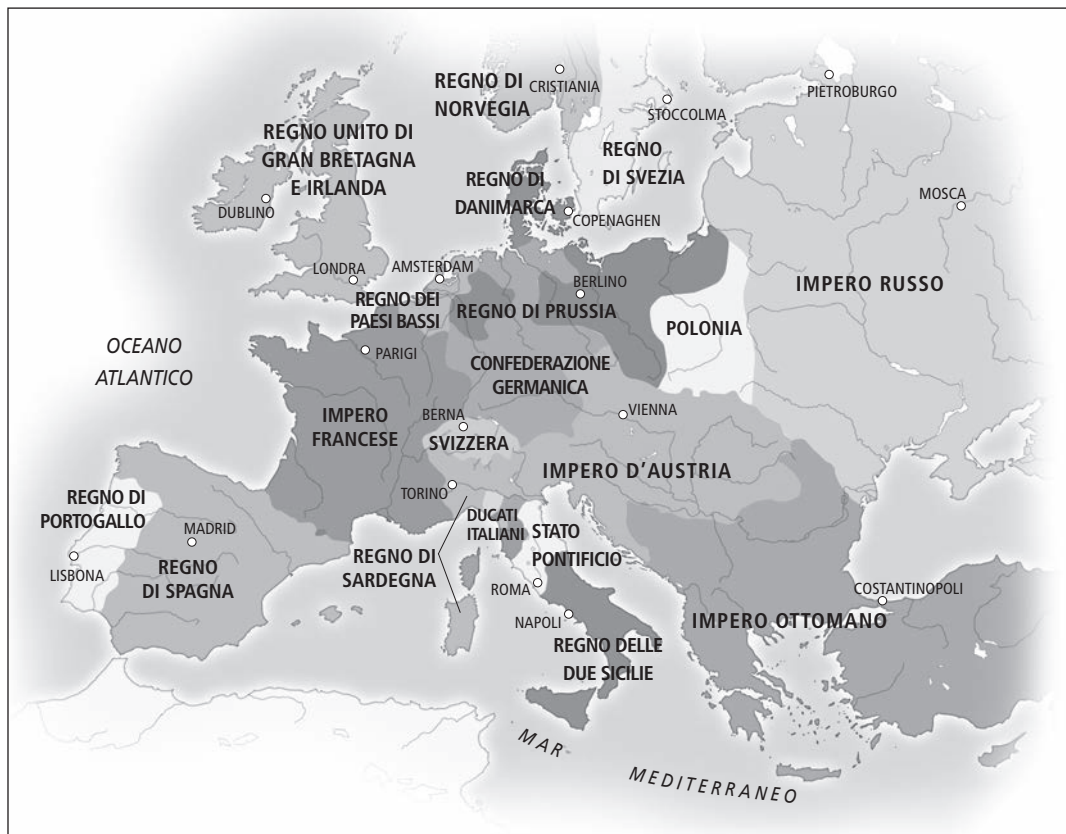 REGNO DI
NORVEGIA
CRISTIANIA
PIETROBURGO
STOCCOLMA
REGNO UNITO DI
GRAN BRETAGNA
E IRLANDA
DUBLINO
REGNO
DI SVEZIA
REGNO DI
DANIMARCA
COPENAGHEN
MOSCA
LONDRA
AMSTERDAM
REGNO DEI
PAESI BASSI
BERLINO
REGNO DI PRUSSIA
IMPERO RUSSO
POLONIA
OCEANO
ATLANTICO
PARIGI
CONFEDERAZIONE
GERMANICA
IMPERO
FRANCESE
BERNA
SVIZZERA
VIENNA
IMPERO D'AUSTRIA
TORINO
REGNO DI
PORTOGALLO
LISBONA
MADRID
REGNO
DI SPAGNA
DUCATI
ITALIANI
STATO
PONTIFICIO
REGNO DI
SARDEGNA
ROMA
NAPOLI
REGNO DELLE
DUE SICILIE
COSTANTINOPOLI
IMPERO OTTOMANO
MAR
MEDITERRANEO